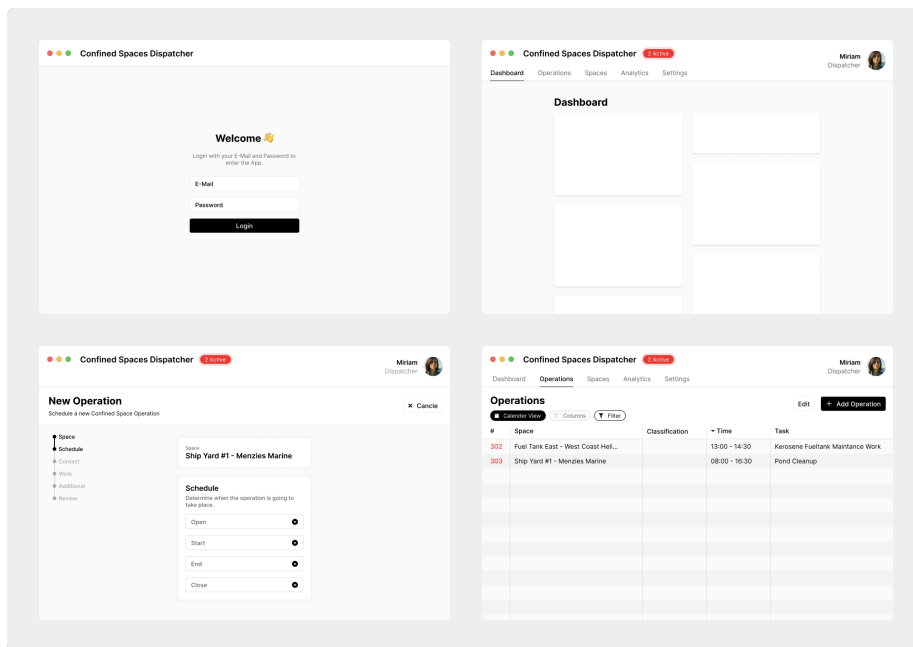 Confined Spaces Dispatcher
Welcome 👋
Login with your E-Mail and Password to
enter the App.
E-Mail
Password
Login
Confined Spaces Dispatcher 2 Active
Miriam
Dispatcher
Dashboard Operations Spaces Analytics Settings
Dashboard
Confined Spaces Dispatcher 2 Active
Miriam
Dispatcher
New Operation
Schedule a new Confined Space Operation
× Cancle
Space
Schedule
Contact
Work
Additional
Review
Space
Ship Yard #1 - Menzies Marine
Schedule
Determine when the operation is going to
take place.
Open
Start
End
Close
Confined Spaces Dispatcher 2 Active
Miriam
Dispatcher
Dashboard Operations Spaces Analytics Settings
Operations
Edit + Add Operation
Calender View Columns Filter
# Space Classification Time Task
302 Fuel Tank East - West Coast Heli... 13:00 - 14:30 Kerosene Fueltank Maintance Work
303 Ship Yard #1 - Menzies Marine 08:00 - 16:30 Pond Cleanup